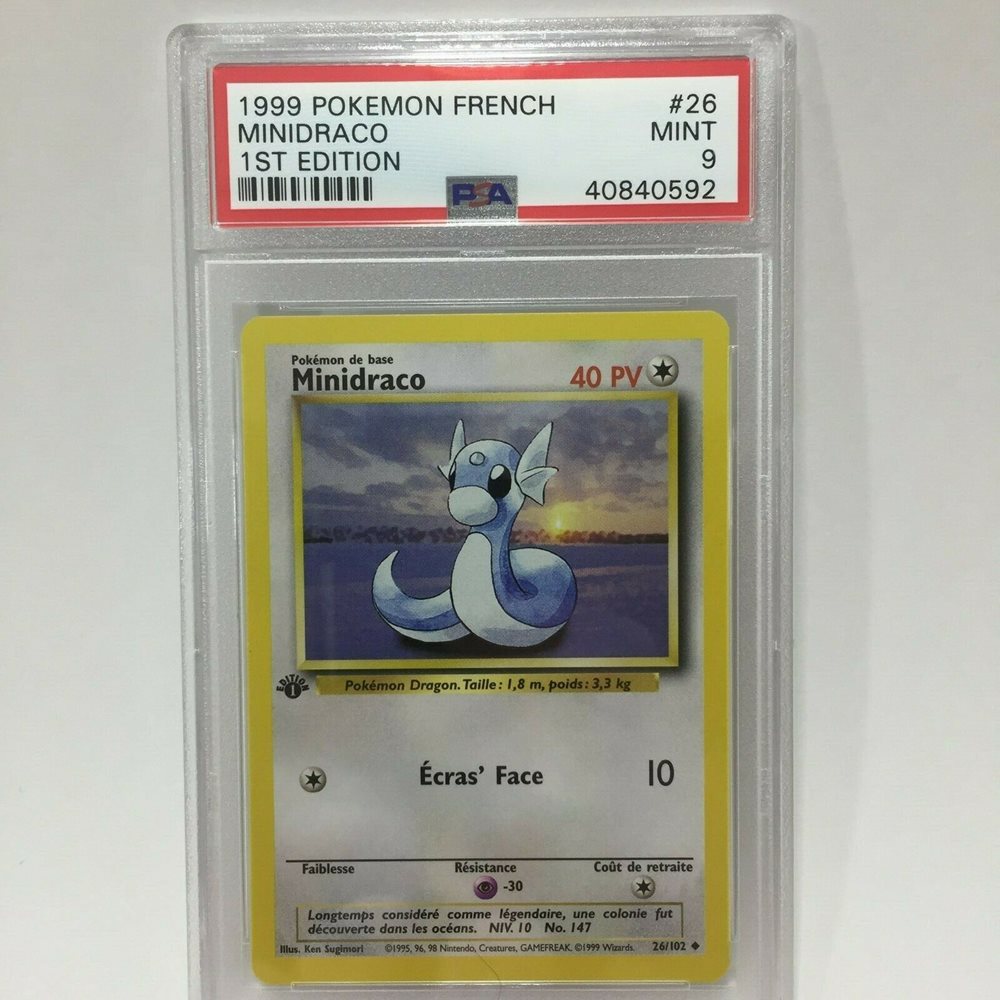 1999 POKEMON FRENCH #26
MINIDRACO MINT
1ST EDITION 9
PSA 40840592
Pokémon de base
Minidraco 40 PV
EDITION 1
Pokémon Dragon. Taille : 1,8 m, poids : 3,3 kg
Écras' Face 10
Faiblesse Résistance Coût de retraite
-30
Longtemps considéré comme légendaire, une colonie fut
découverte dans les océans. NIV. 10 No. 147
Illus. Ken Sugimori ©1995, 96, 98 Nintendo, Creatures, GAMEFREAK. ©1999 Wizards. 26/102